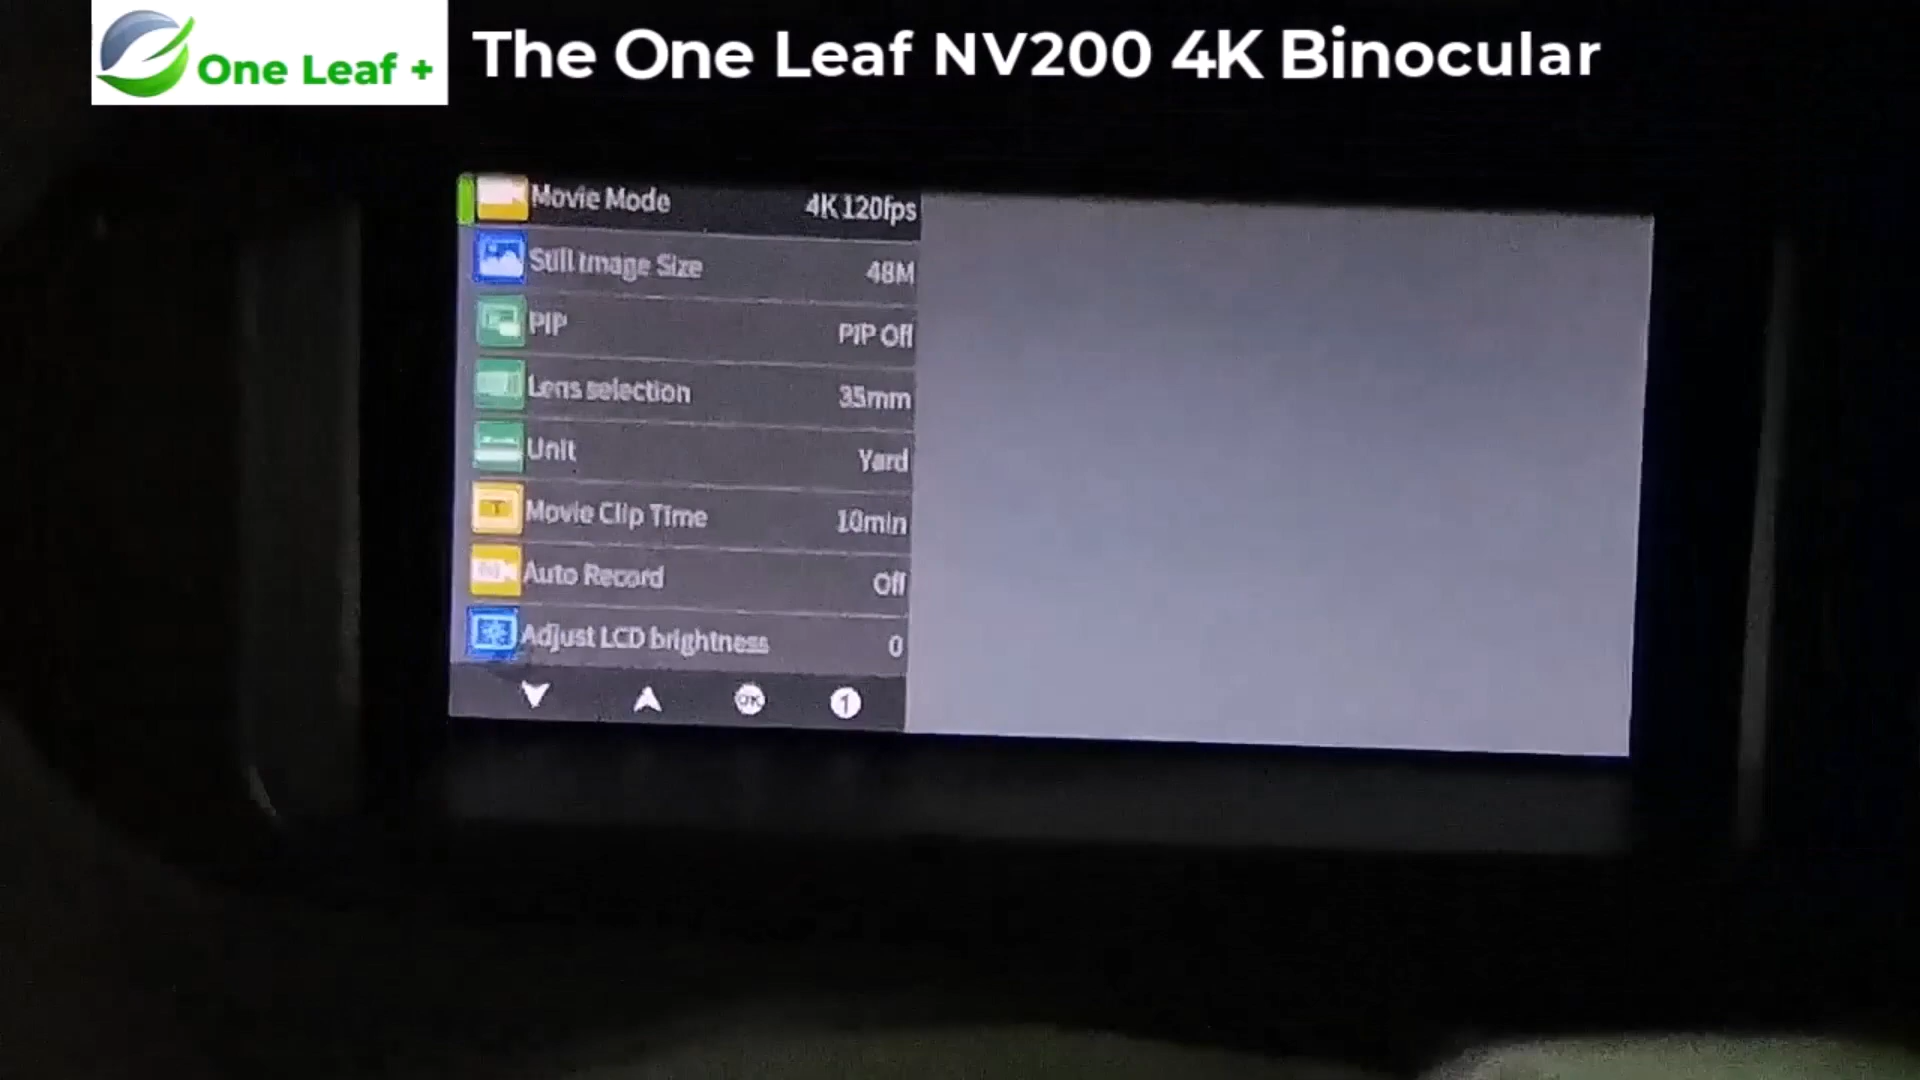 One Leaf +
The One Leaf NV200 4K Binocular
Movie Mode 4K 120fps
Still Image Size 48M
PIP PIP Off
Lens selection 35mm
Unit Yard
Movie Clip Time 10min
Auto Record Off
Adjust LCD brightness 0
OK 1